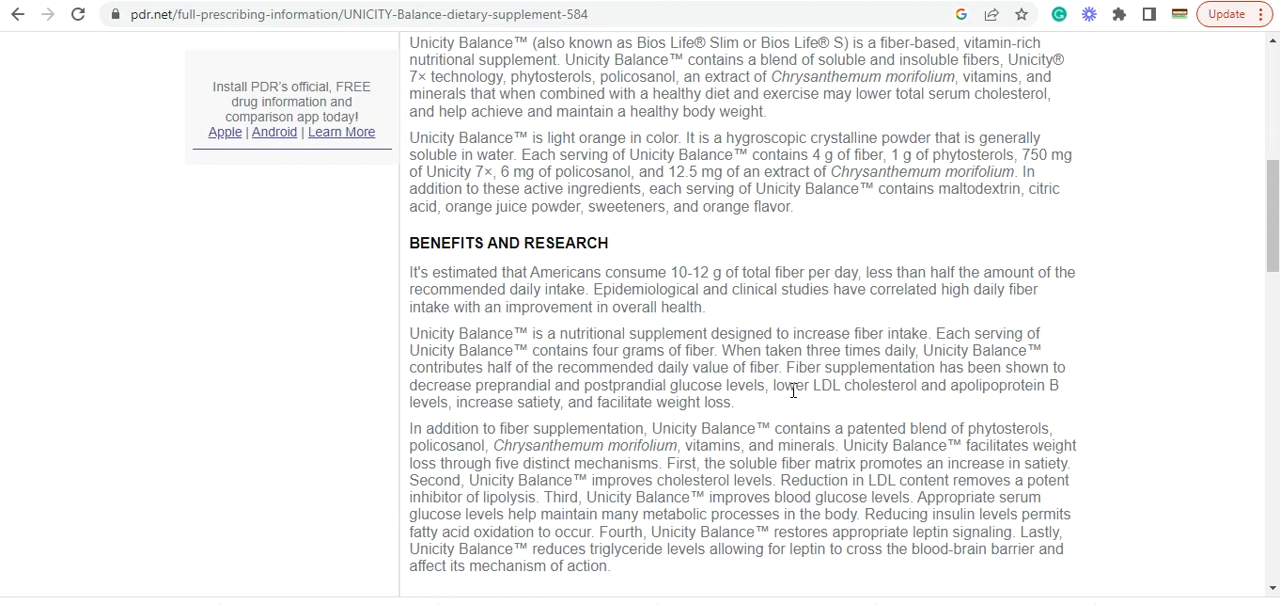 pdr.net/full-prescribing-information/UNICITY-Balance-dietary-supplement-584
Update
Install PDR's official, FREE
drug information and
comparison app today!
Apple | Android | Learn More
Unicity Balance™ (also known as Bios Life® Slim or Bios Life® S) is a fiber-based, vitamin-rich
nutritional supplement. Unicity Balance™ contains a blend of soluble and insoluble fibers, Unicity®
7× technology, phytosterols, policosanol, an extract of Chrysanthemum morifolium, vitamins, and
minerals that when combined with a healthy diet and exercise may lower total serum cholesterol,
and help achieve and maintain a healthy body weight.
Unicity Balance™ is light orange in color. It is a hygroscopic crystalline powder that is generally
soluble in water. Each serving of Unicity Balance™ contains 4 g of fiber, 1 g of phytosterols, 750 mg
of Unicity 7×, 6 mg of policosanol, and 12.5 mg of an extract of Chrysanthemum morifolium. In
addition to these active ingredients, each serving of Unicity Balance™ contains maltodextrin, citric
acid, orange juice powder, sweeteners, and orange flavor.
BENEFITS AND RESEARCH
It's estimated that Americans consume 10-12 g of total fiber per day, less than half the amount of the
recommended daily intake. Epidemiological and clinical studies have correlated high daily fiber
intake with an improvement in overall health.
Unicity Balance™ is a nutritional supplement designed to increase fiber intake. Each serving of
Unicity Balance™ contains four grams of fiber. When taken three times daily, Unicity Balance™
contributes half of the recommended daily value of fiber. Fiber supplementation has been shown to
decrease preprandial and postprandial glucose levels, lower LDL cholesterol and apolipoprotein B
levels, increase satiety, and facilitate weight loss.
In addition to fiber supplementation, Unicity Balance™ contains a patented blend of phytosterols,
policosanol, Chrysanthemum morifolium, vitamins, and minerals. Unicity Balance™ facilitates weight
loss through five distinct mechanisms. First, the soluble fiber matrix promotes an increase in satiety.
Second, Unicity Balance™ improves cholesterol levels. Reduction in LDL content removes a potent
inhibitor of lipolysis. Third, Unicity Balance™ improves blood glucose levels. Appropriate serum
glucose levels help maintain many metabolic processes in the body. Reducing insulin levels permits
fatty acid oxidation to occur. Fourth, Unicity Balance™ restores appropriate leptin signaling. Lastly,
Unicity Balance™ reduces triglyceride levels allowing for leptin to cross the blood-brain barrier and
affect its mechanism of action.